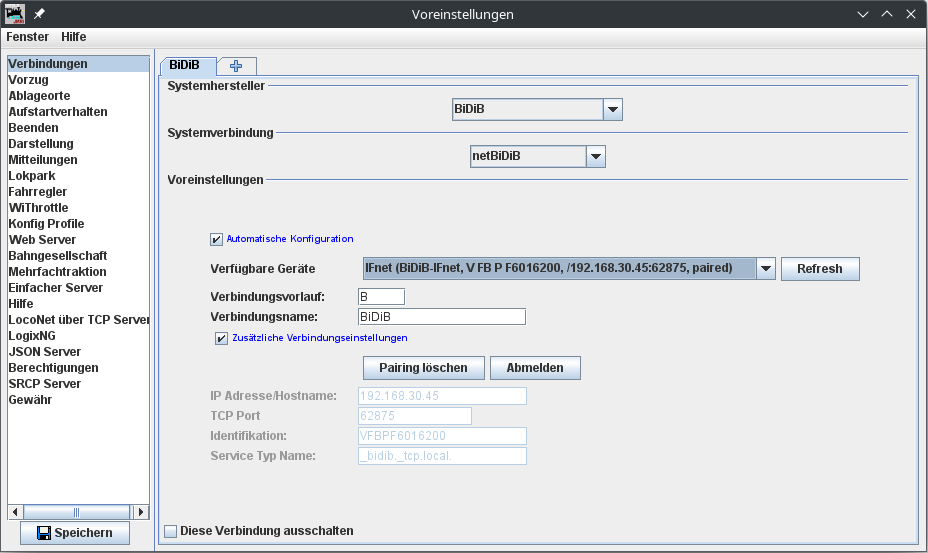 Voreinstellungen
Fenster Hilfe
Verbindungen
Vorzug
Ablageorte
Aufstartverhalten
Beenden
Darstellung
Mitteilungen
Lokpark
Fahrregler
WiThrottle
Konfig Profile
Web Server
Bahngesellschaft
Mehrfachtraktion
Einfacher Server
Hilfe
LocoNet über TCP Server
LogixNG
JSON Server
Berechtigungen
SRCP Server
Gewähr
Speichern
BiDiB
Systemhersteller
BiDiB
Systemverbindung
netBiDiB
Voreinstellungen
Automatische Konfiguration
Verfügbare Geräte IFnet (BiDiB-IFnet, V FB P F6016200, /192.168.30.45:62875, paired) Refresh
Verbindungsvorlauf: B
Verbindungsname: BiDiB
Zusätzliche Verbindungseinstellungen
Pairing löschen Abmelden
IP Adresse/Hostname: 192.168.30.45
TCP Port 62875
Identifikation: VFBPF6016200
Service Typ Name: _bidib._tcp.local.
Diese Verbindung ausschalten